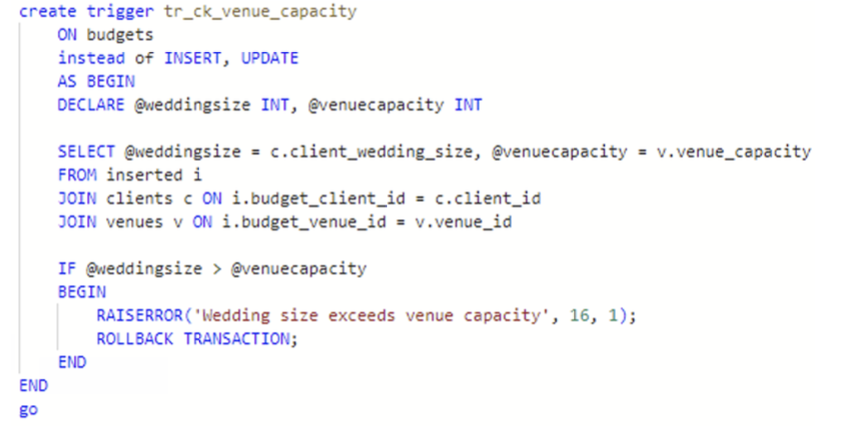 create trigger tr_ck_venue_capacity
ON budgets
instead of INSERT, UPDATE
AS BEGIN
DECLARE @weddingsize INT, @venuecapacity INT
SELECT @weddingsize = c.client_wedding_size, @venuecapacity = v.venue_capacity
FROM inserted i
JOIN clients c ON i.budget_client_id = c.client_id
JOIN venues v ON i.budget_venue_id = v.venue_id
IF @weddingsize > @venuecapacity
BEGIN
RAISERROR('Wedding size exceeds venue capacity', 16, 1);
ROLLBACK TRANSACTION;
END
END
go